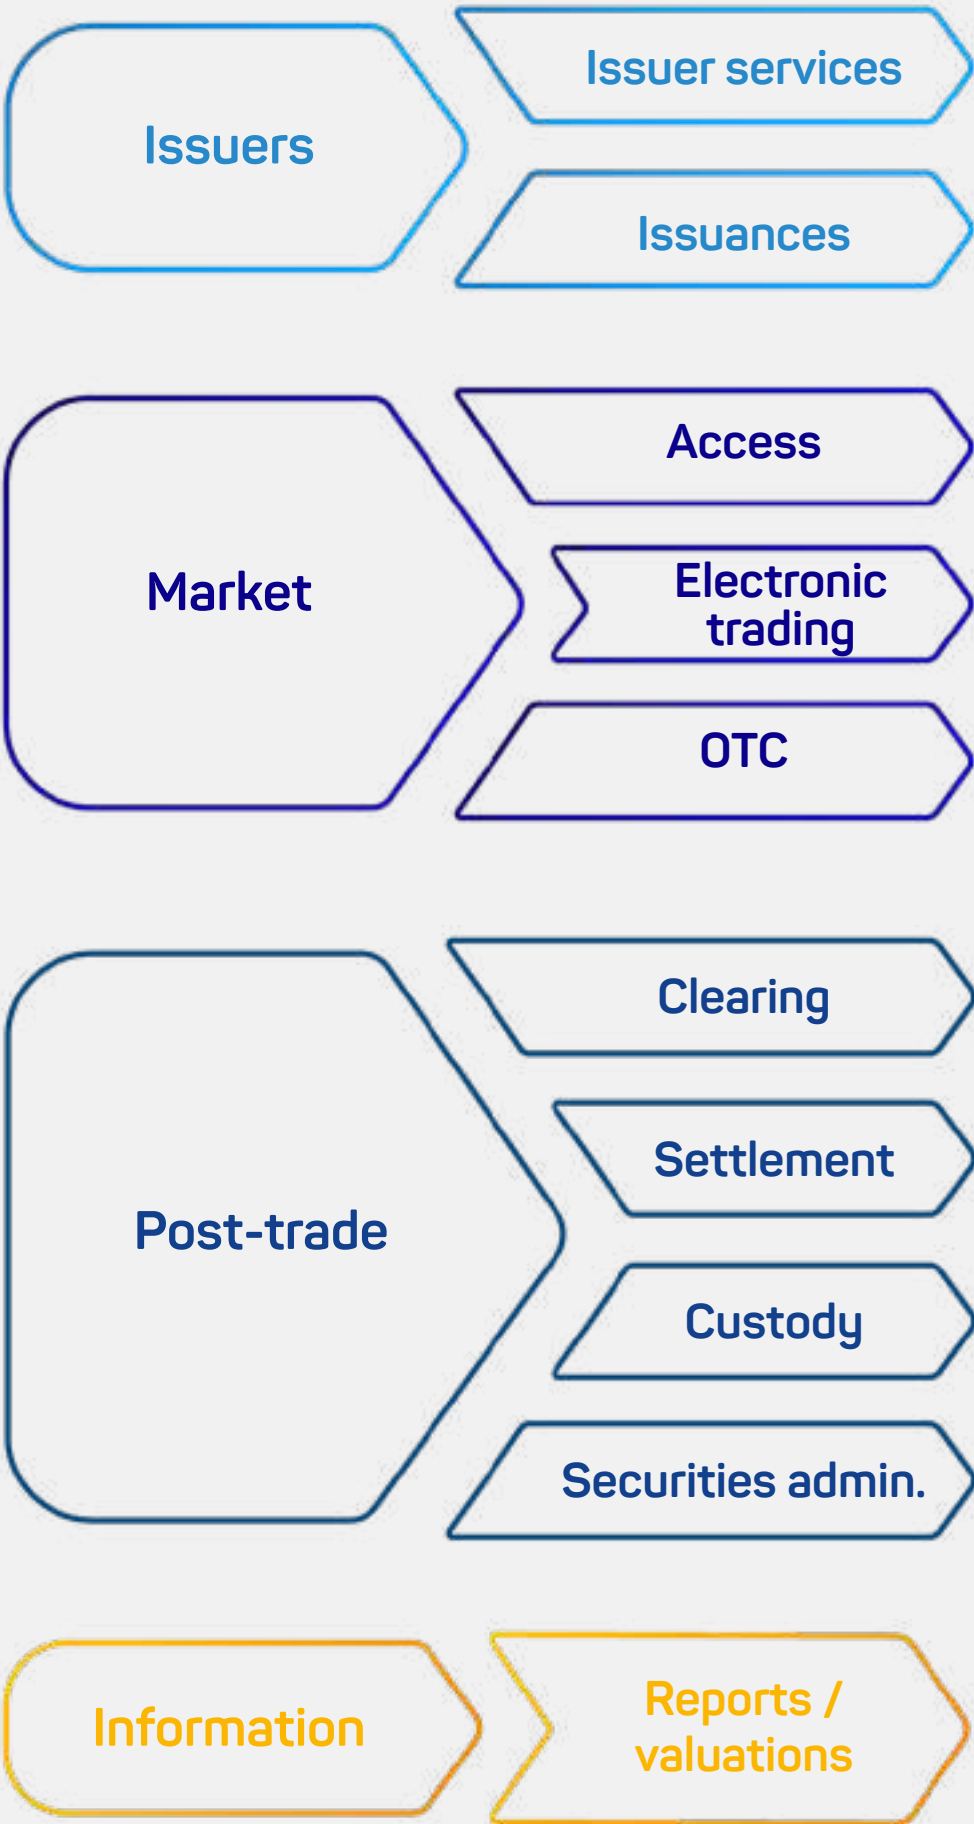 Issuers
Issuer services
Issuances
Market
Access
Electronic
trading
OTC
Post-trade
Clearing
Settlement
Custody
Securities admin.
Information
Reports /
valuations